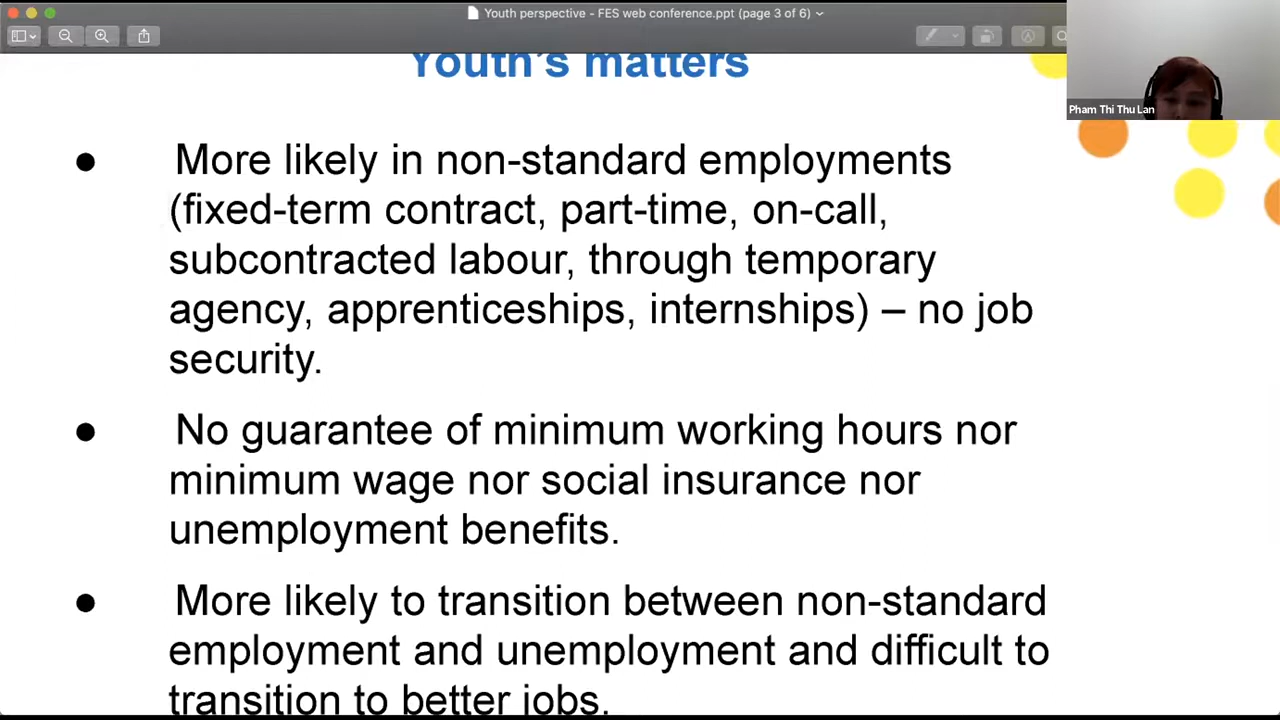 Youth perspective - FES web conference.ppt (page 3 of 6)
Pham Thi Thu Lan
Youth's matters
● More likely in non-standard employments
(fixed-term contract, part-time, on-call,
subcontracted labour, through temporary
agency, apprenticeships, internships) – no job
security.
● No guarantee of minimum working hours nor
minimum wage nor social insurance nor
unemployment benefits.
● More likely to transition between non-standard
employment and unemployment and difficult to
transition to better jobs.